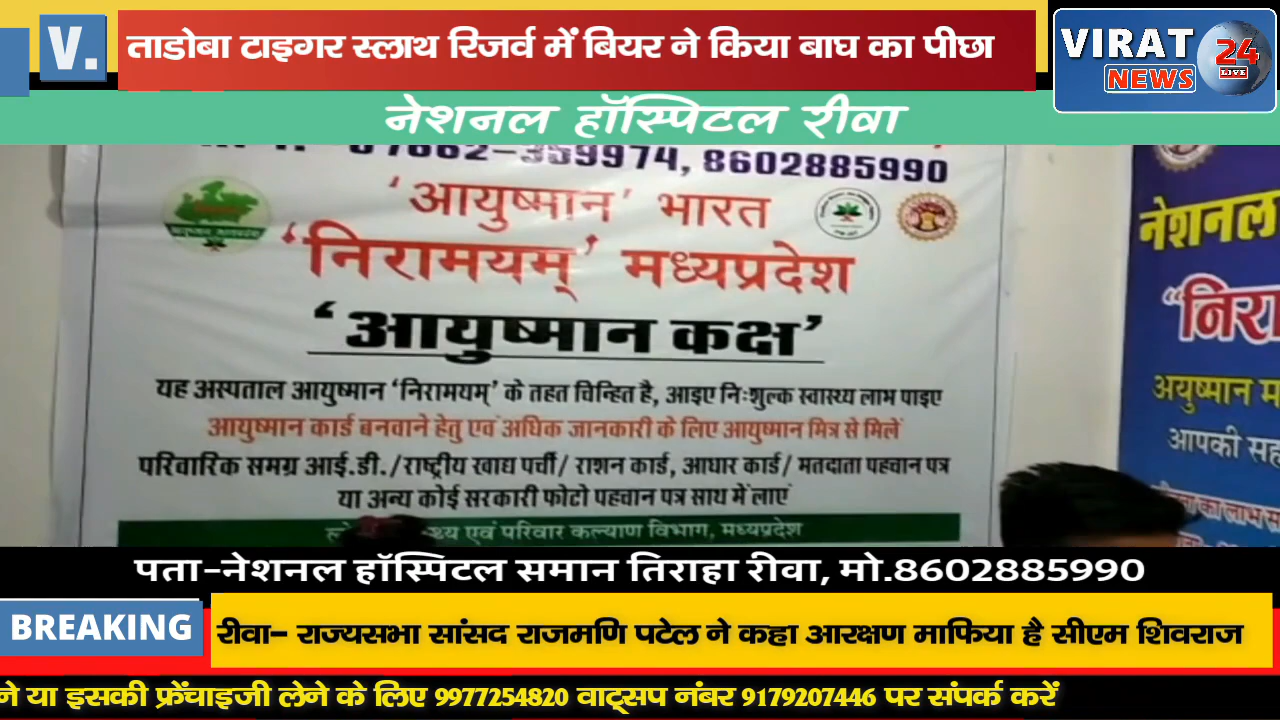 V.
ताडोबा टाइगर स्लाथ रिजर्व में बियर ने किया बाघ का पीछा
VIRAT
NEWS
24
LIVE
नेशनल हॉस्पिटल रीवा
07662-359974, 8602885990
'आयुष्मान' भारत
'निरामयम्' मध्यप्रदेश
'आयुष्मान कक्ष'
यह अस्पताल आयुष्मान 'निरामयम्' के तहत चिन्हित है, आइए निःशुल्क स्वास्थ्य लाभ पाइए
आयुष्मान कार्ड बनवाने हेतु एवं अधिक जानकारी के लिए आयुष्मान मित्र से मिलें
परिवारिक समग्र आई.डी./राष्ट्रीय खाद्य पर्ची/ राशन कार्ड, आधार कार्ड/ मतदाता पहचान पत्र
या अन्य कोई सरकारी फोटो पहचान पत्र साथ में लाएं
एवं परिवार कल्याण विभाग, मध्यप्रदेश
नेशनल
"निरा
अयुष्मान म
आपकी सह
का लाभ
पता-नेशनल हॉस्पिटल समान तिराहा रीवा, मो.8602885990
BREAKING
रीवा- राज्यसभा सांसद राजमणि पटेल ने कहा आरक्षण माफिया है सीएम शिवराज
ने या इसकी फ्रेंचाइजी लेने के लिए 9977254820 वाट्सप नंबर 9179207446 पर संपर्क करें